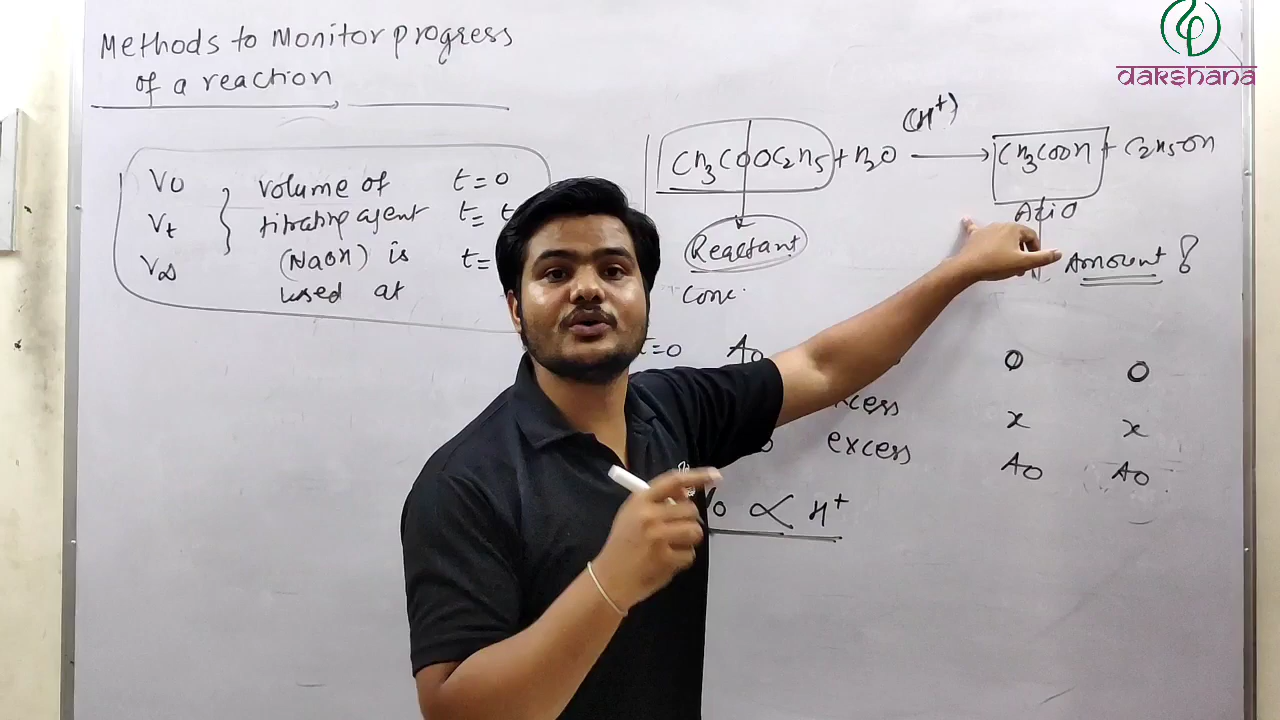 Methods to Monitor progress
of a reaction
dakshana
V0
Vt
V∞
volume of
titrating agent
(NaOH) is
used at
t=0
t= t
t=
(H+)
CH3COOC2H5 + H2O → CH3COOH + C2H5OH
Reactant
Conc.
Acid
Amount ?
t=0 A0 0 0
excess x x
excess A0 A0
V0 ∝ H+